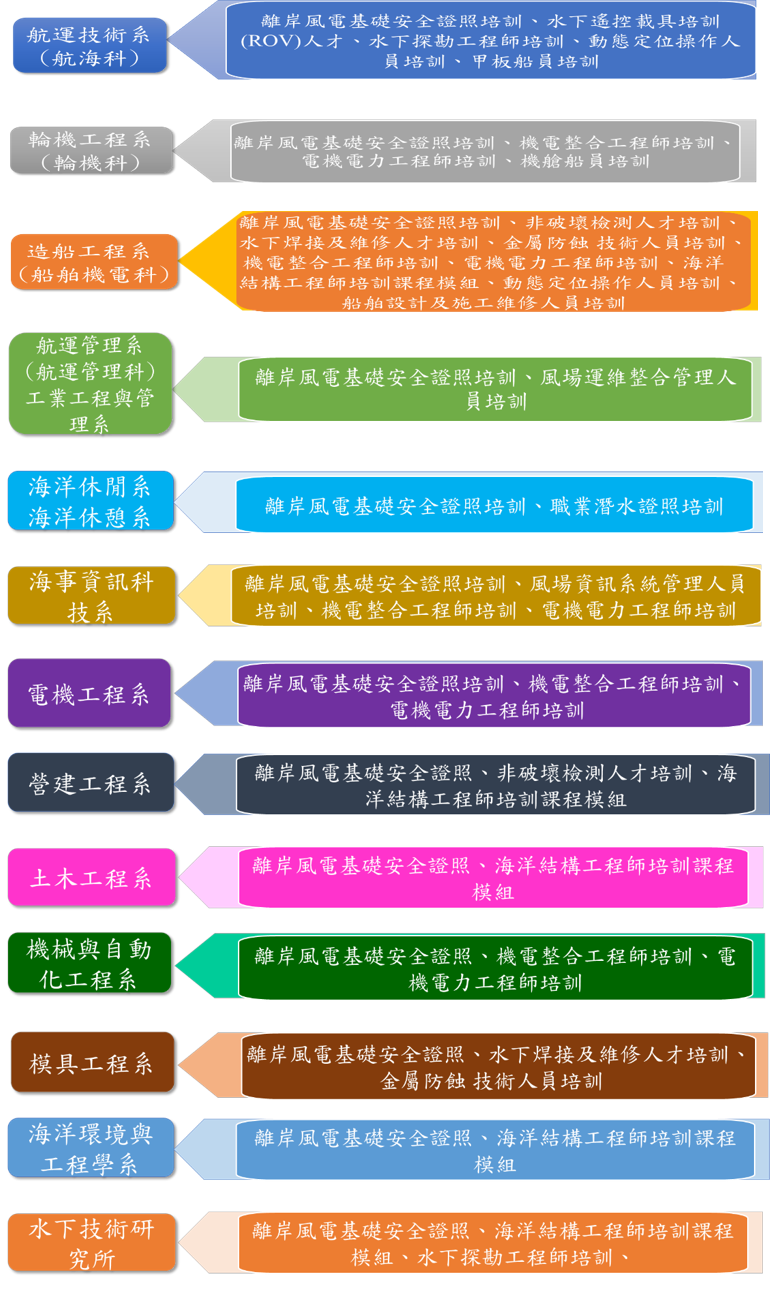 航運技術系
（航海科）
離岸風電基礎安全證照培訓、水下遙控載具培訓
(ROV)人才、水下探勘工程師培訓、動態定位操作人
員培訓、甲板船員培訓
輪機工程系
（輪機科）
離岸風電基礎安全證照培訓、機電整合工程師培訓、
電機電力工程師培訓、機艙船員培訓
造船工程系
（船舶機電科）
離岸風電基礎安全證照培訓、非破壞檢測人才培訓、
水下焊接及維修人才培訓、金屬防蝕 技術人員培訓、
機電整合工程師培訓、電機電力工程師培訓、海洋
結構工程師培訓課程模組、動態定位操作人員培訓、
船舶設計及施工維修人員培訓
航運管理系
（航運管理科）
工業工程與管
理系
離岸風電基礎安全證照培訓、風場運維整合管理人
員培訓
海洋休閒系
海洋休憩系
離岸風電基礎安全證照培訓、職業潛水證照培訓
海事資訊科
技系
離岸風電基礎安全證照培訓、風場資訊系統管理人員
培訓、機電整合工程師培訓、電機電力工程師培訓
電機工程系
離岸風電基礎安全證照培訓、機電整合工程師培訓、
電機電力工程師培訓
營建工程系
離岸風電基礎安全證照、非破壞檢測人才培訓、海
洋結構工程師培訓課程模組
土木工程系
離岸風電基礎安全證照、海洋結構工程師培訓課程
模組
機械與自動
化工程系
離岸風電基礎安全證照、機電整合工程師培訓、電
機電力工程師培訓
模具工程系
離岸風電基礎安全證照、水下焊接及維修人才培訓、
金屬防蝕 技術人員培訓
海洋環境與
工程學系
離岸風電基礎安全證照、海洋結構工程師培訓課程
模組
水下技術研
究所
離岸風電基礎安全證照、海洋結構工程師培訓課程
模組、水下探勘工程師培訓、